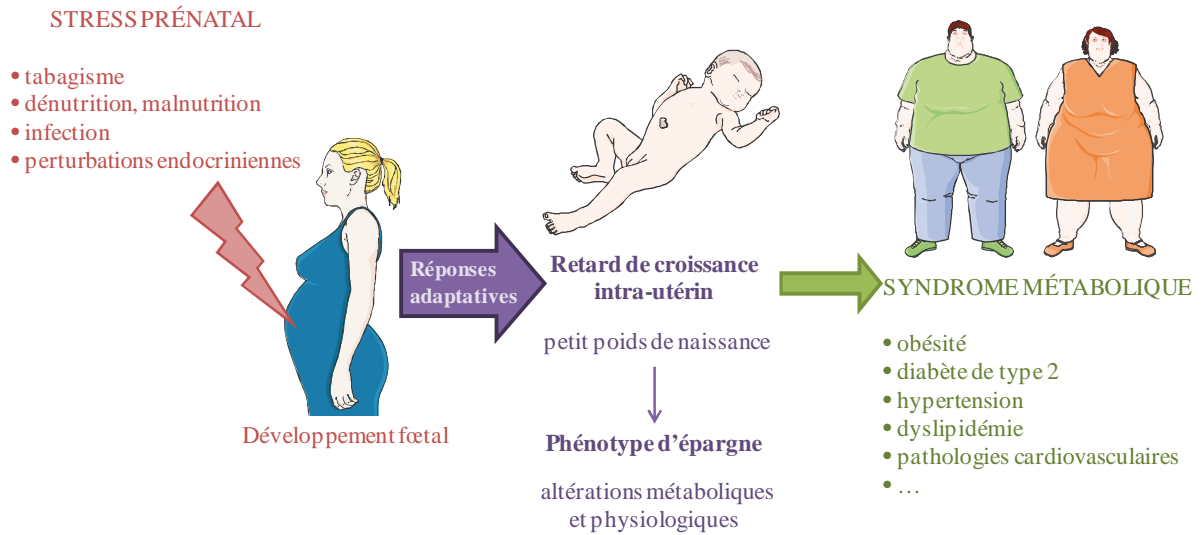 STRESS PRÉNATAL
• tabagisme
• dénutrition, malnutrition
• infection
• perturbations endocriniennes
Développement fœtal
Réponses
adaptatives
Retard de croissance
intra-utérin
petit poids de naissance
Phénotype d’épargne
altérations métaboliques
et physiologiques
SYNDROME MÉTABOLIQUE
• obésité
• diabète de type 2
• hypertension
• dyslipidémie
• pathologies cardiovasculaires
• …